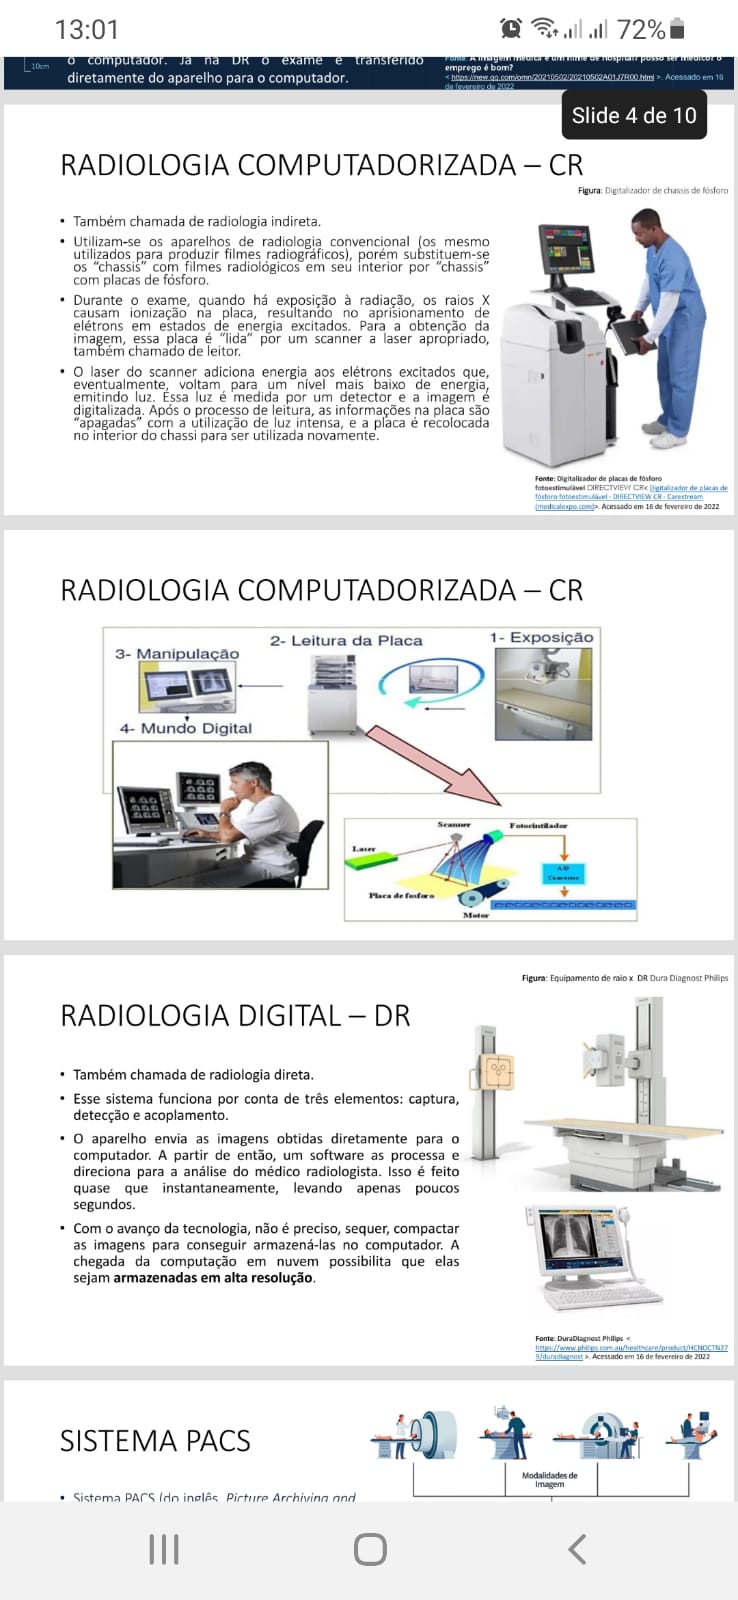 13:01
72%
10cm
o computador. Já na DR o exame é transferido
diretamente do aparelho para o computador.
Fonte: A imagem médica é um filme de hospital? posso ser médico? o
emprego é bom?
< https://new.qq.com/omn/20210502/20210502A01J7R00.html >. Acessado em 16
de fevereiro de 2022
Slide 4 de 10
RADIOLOGIA COMPUTADORIZADA – CR
Figura: Digitalizador de chassis de fósforo
• Também chamada de radiologia indireta.
• Utilizam-se os aparelhos de radiologia convencional (os mesmo
utilizados para produzir filmes radiográficos), porém substituem-se
os “chassis” com filmes radiológicos em seu interior por “chassis”
com placas de fósforo.
• Durante o exame, quando há exposição à radiação, os raios X
causam ionização na placa, resultando no aprisionamento de
elétrons em estados de energia excitados. Para a obtenção da
imagem, essa placa é “lida” por um scanner a laser apropriado,
também chamado de leitor.
• O laser do scanner adiciona energia aos elétrons excitados que,
eventualmente, voltam para um nível mais baixo de energia,
emitindo luz. Essa luz é medida por um detector e a imagem é
digitalizada. Após o processo de leitura, as informações na placa são
“apagadas” com a utilização de luz intensa, e a placa é recolocada
no interior do chassi para ser utilizada novamente.
Fonte: Digitalizador de placas de fósforo
fotoestimulável DIRECTVIEW CR< Digitalizador de placas de
fósforo fotoestimulável - DIRECTVIEW CR - Carestream
(medicalexpo.com)>. Acessado em 16 de fevereiro de 2022
RADIOLOGIA COMPUTADORIZADA – CR
1- Exposição
2- Leitura da Placa
3- Manipulação
4- Mundo Digital
Scanner
Fotocintilador
Laser
A/D
Conversor
Placa de fosforo
Motor
Figura: Equipamento de raio x DR Dura Diagnost Philips
RADIOLOGIA DIGITAL – DR
• Também chamada de radiologia direta.
• Esse sistema funciona por conta de três elementos: captura,
detecção e acoplamento.
• O aparelho envia as imagens obtidas diretamente para o
computador. A partir de então, um software as processa e
direciona para a análise do médico radiologista. Isso é feito
quase que instantaneamente, levando apenas poucos
segundos.
• Com o avanço da tecnologia, não é preciso, sequer, compactar
as imagens para conseguir armazená-las no computador. A
chegada da computação em nuvem possibilita que elas
sejam armazenadas em alta resolução.
Fonte: DuraDiagnost Philips <
https://www.philips.com.au/healthcare/product/HCNOCTN27
9/duradiagnost >. Acessado em 16 de fevereiro de 2022
SISTEMA PACS
Modalidades de
Imagem
• Sistema PACS (do inglês, Picture Archiving and